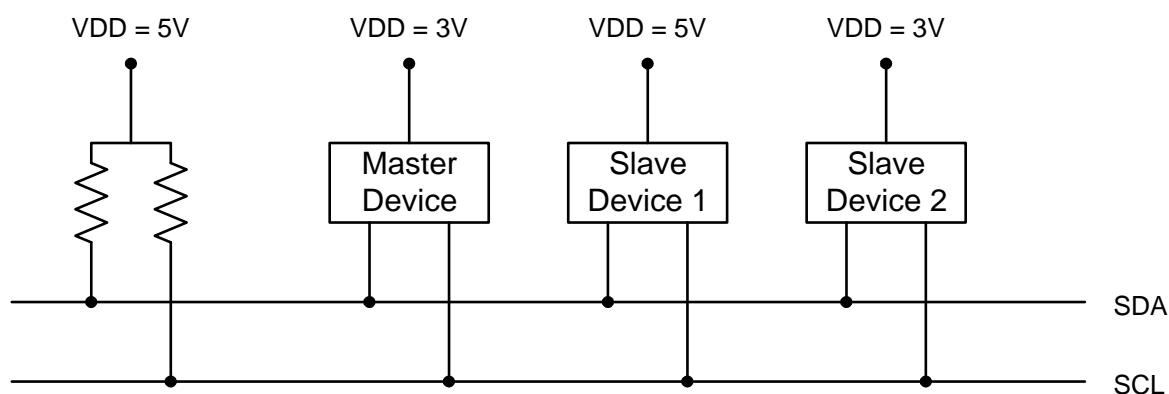 VDD = 5V
VDD = 3V
VDD = 5V
VDD = 3V
Master
Device
Slave
Device 1
Slave
Device 2
SDA
SCL